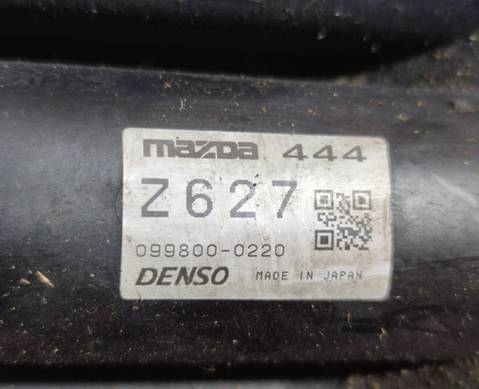 mazda 444
Z627
099800-0220
DENSO MADE IN JAPAN